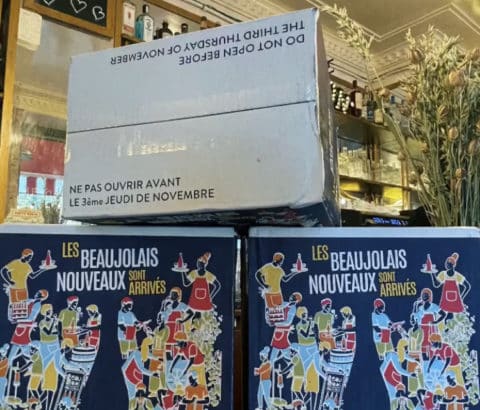 DO NOT OPEN BEFORE
THE THIRD THURSDAY OF NOVEMBER
NE PAS OUVRIR AVANT
LE 3ème JEUDI DE NOVEMBRE
LES BEAUJOLAIS
NOUVEAUX SONT
ARRIVÉS
LES BEAUJOLAIS
NOUVEAUX SONT
ARRIVÉS